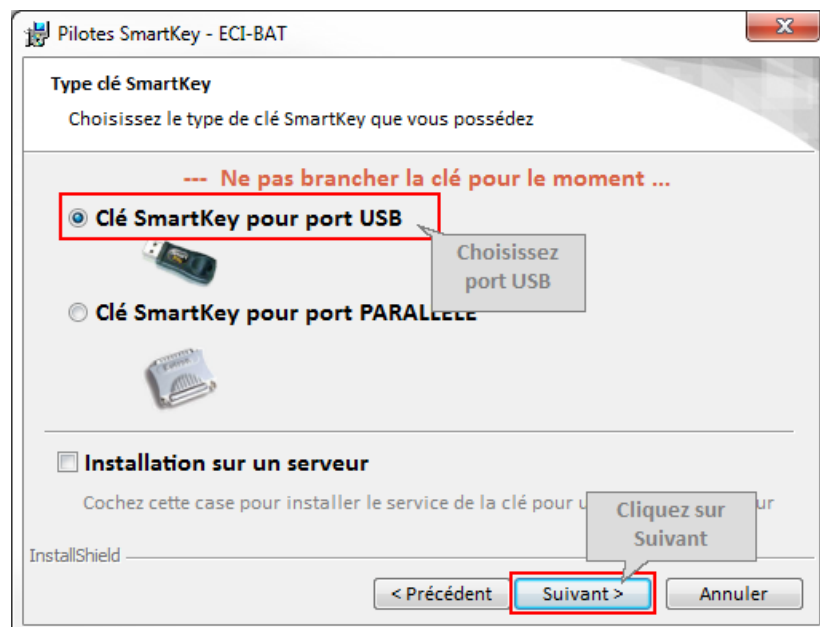 Pilotes SmartKey - ECI-BAT
Type clé SmartKey
Choisissez le type de clé SmartKey que vous possédez
--- Ne pas brancher la clé pour le moment ...
Clé SmartKey pour port USB
Choisissez
port USB
Clé SmartKey pour port PARALLELE
Installation sur un serveur
Cochez cette case pour installer le service de la clé pour
Cliquez sur
Suivant
InstallShield
< Précédent
Suivant >
Annuler